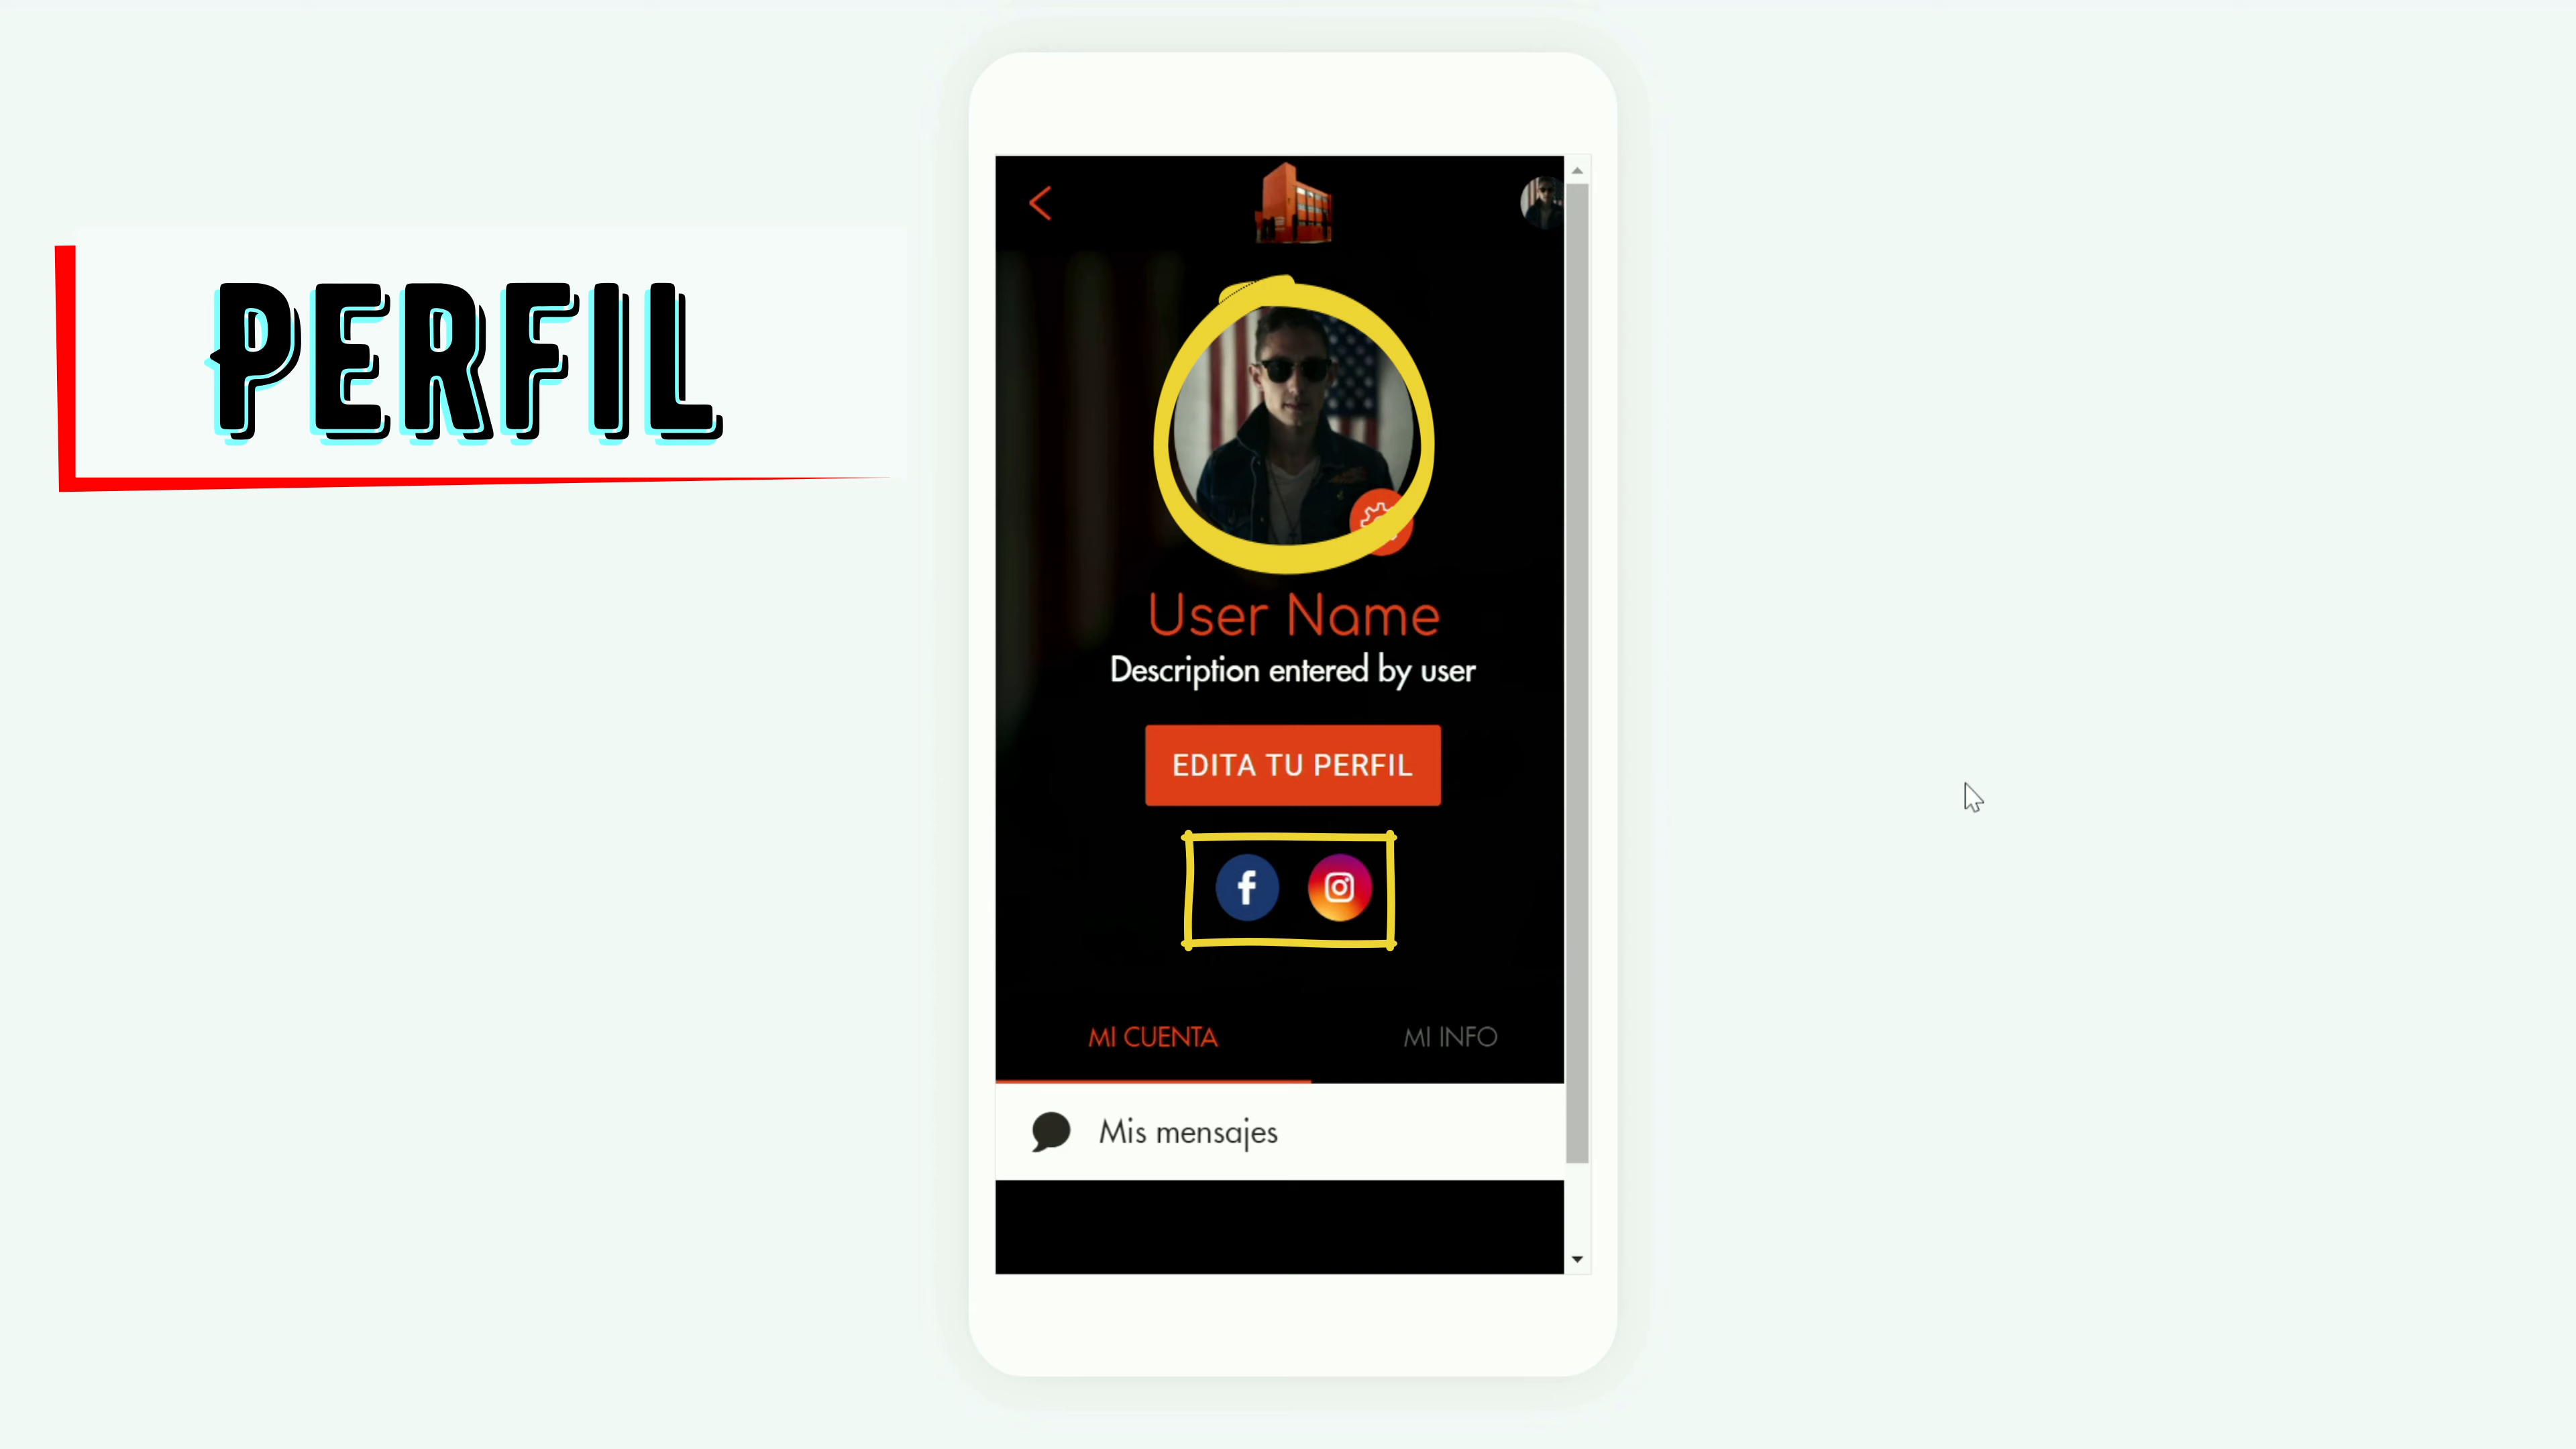 PERFIL
User Name
Description entered by user
EDITA TU PERFIL
MI CUENTA MI INFO
Mis mensajes